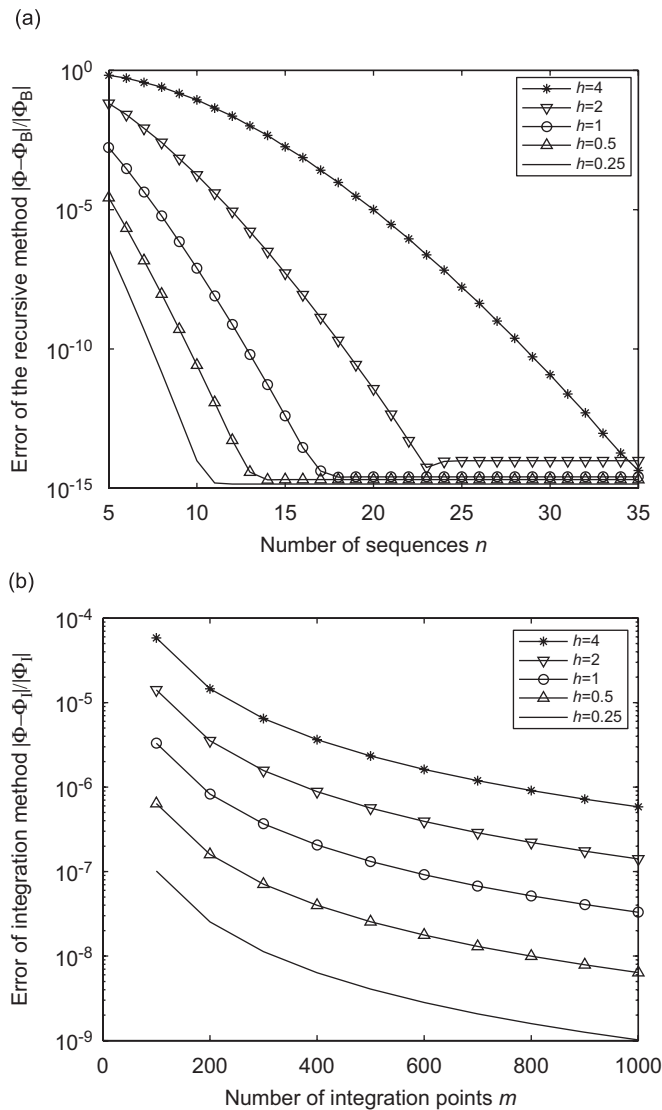 (a)
Error of the recursive method |Φ−Φ_B|/|Φ_B|
10^0
10^-5
10^-10
10^-15
h=4
h=2
h=1
h=0.5
h=0.25
5 10 15 20 25 30 35
Number of sequences n
(b)
Error of integration method |Φ−Φ_I|/|Φ_I|
10^-4
10^-5
10^-6
10^-7
10^-8
10^-9
h=4
h=2
h=1
h=0.5
h=0.25
0 200 400 600 800 1000
Number of integration points m